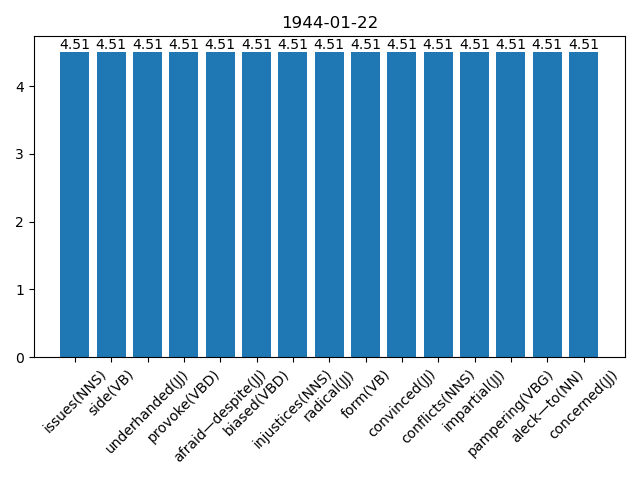 1944-01-22
4.51 4.51 4.51 4.51 4.51 4.51 4.51 4.51 4.51 4.51 4.51 4.51 4.51 4.51 4.51
4
3
2
1
0
issues(NNS)
side(VB)
underhanded(JJ)
provoke(VBD)
afraid—despite(JJ)
biased(VBD)
injustices(NNS)
radical(JJ)
form(VB)
convinced(JJ)
conflicts(NNS)
impartial(JJ)
pampering(VBG)
aleck—to(NN)
concerned(JJ)